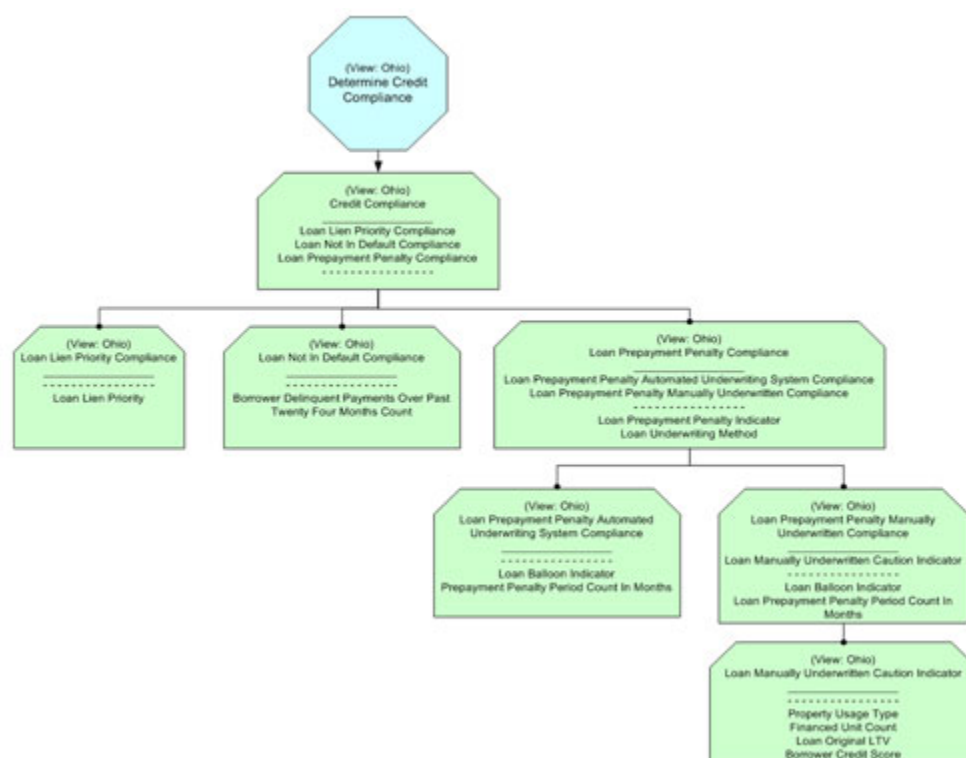 (View: Ohio)
Determine Credit
Compliance
(View: Ohio)
Credit Compliance
Loan Lien Priority Compliance
Loan Not In Default Compliance
Loan Prepayment Penalty Compliance
(View: Ohio)
Loan Lien Priority Compliance
Loan Lien Priority
(View: Ohio)
Loan Not In Default Compliance
Borrower Delinquent Payments Over Past
Twenty Four Months Count
(View: Ohio)
Loan Prepayment Penalty Compliance
Loan Prepayment Penalty Automated Underwriting System Compliance
Loan Prepayment Penalty Manually Underwritten Compliance
Loan Prepayment Penalty Indicator
Loan Underwriting Method
(View: Ohio)
Loan Prepayment Penalty Automated
Underwriting System Compliance
Loan Balloon Indicator
Prepayment Penalty Period Count In Months
(View: Ohio)
Loan Prepayment Penalty Manually
Underwritten Compliance
Loan Manually Underwritten Caution Indicator
Loan Balloon Indicator
Loan Prepayment Penalty Period Count In
Months
(View: Ohio)
Loan Manually Underwritten Caution Indicator
Property Usage Type
Financed Unit Count
Loan Original LTV
Borrower Credit Score